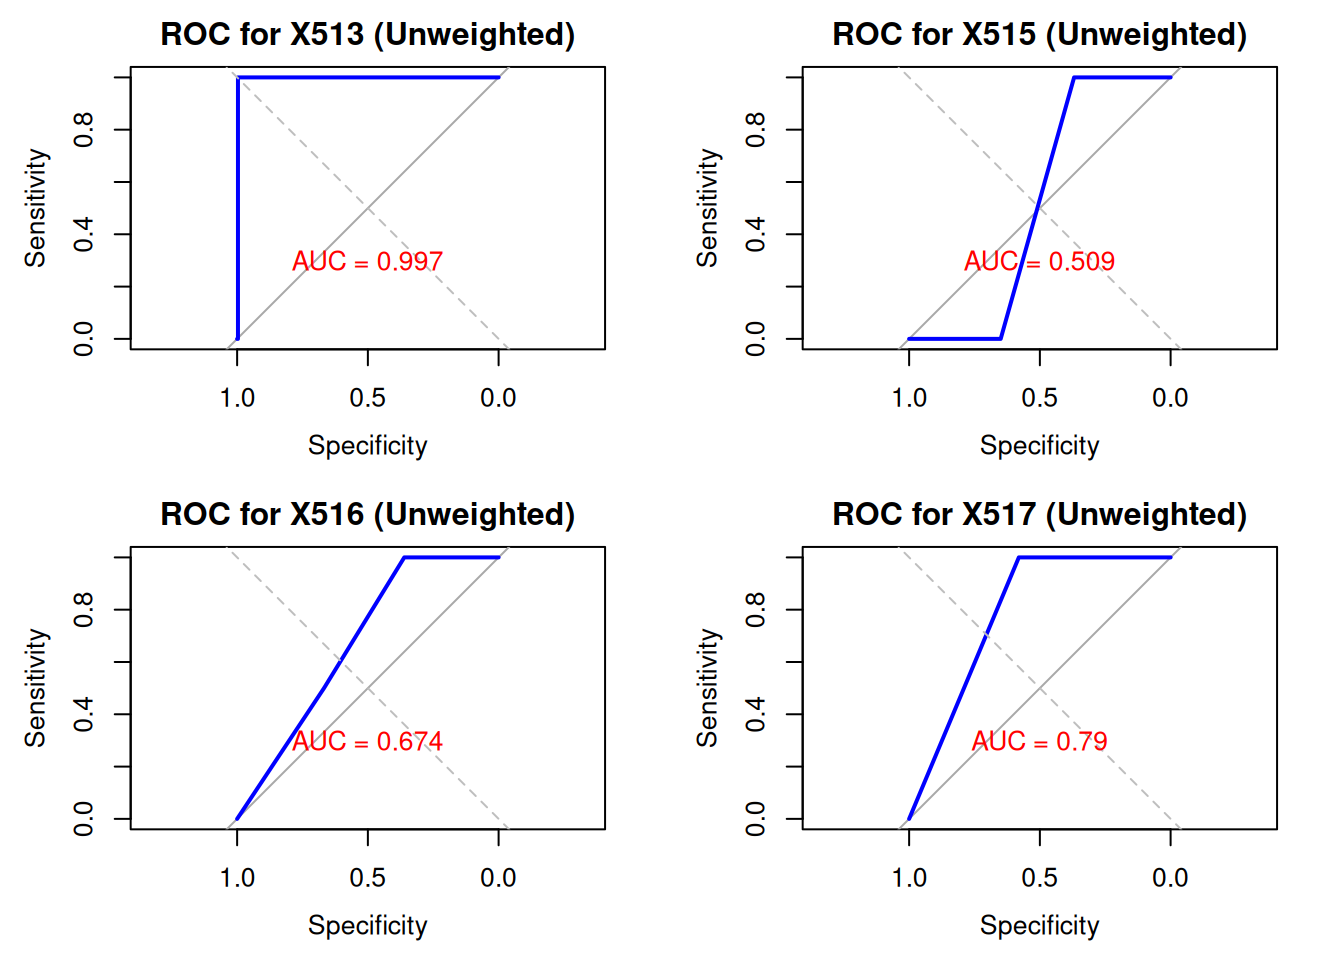 ROC for X513 (Unweighted)
Sensitivity
0.0 0.4 0.8
AUC = 0.997
1.0 0.5 0.0
Specificity
ROC for X515 (Unweighted)
Sensitivity
0.0 0.4 0.8
AUC = 0.509
1.0 0.5 0.0
Specificity
ROC for X516 (Unweighted)
Sensitivity
0.0 0.4 0.8
AUC = 0.674
1.0 0.5 0.0
Specificity
ROC for X517 (Unweighted)
Sensitivity
0.0 0.4 0.8
AUC = 0.79
1.0 0.5 0.0
Specificity